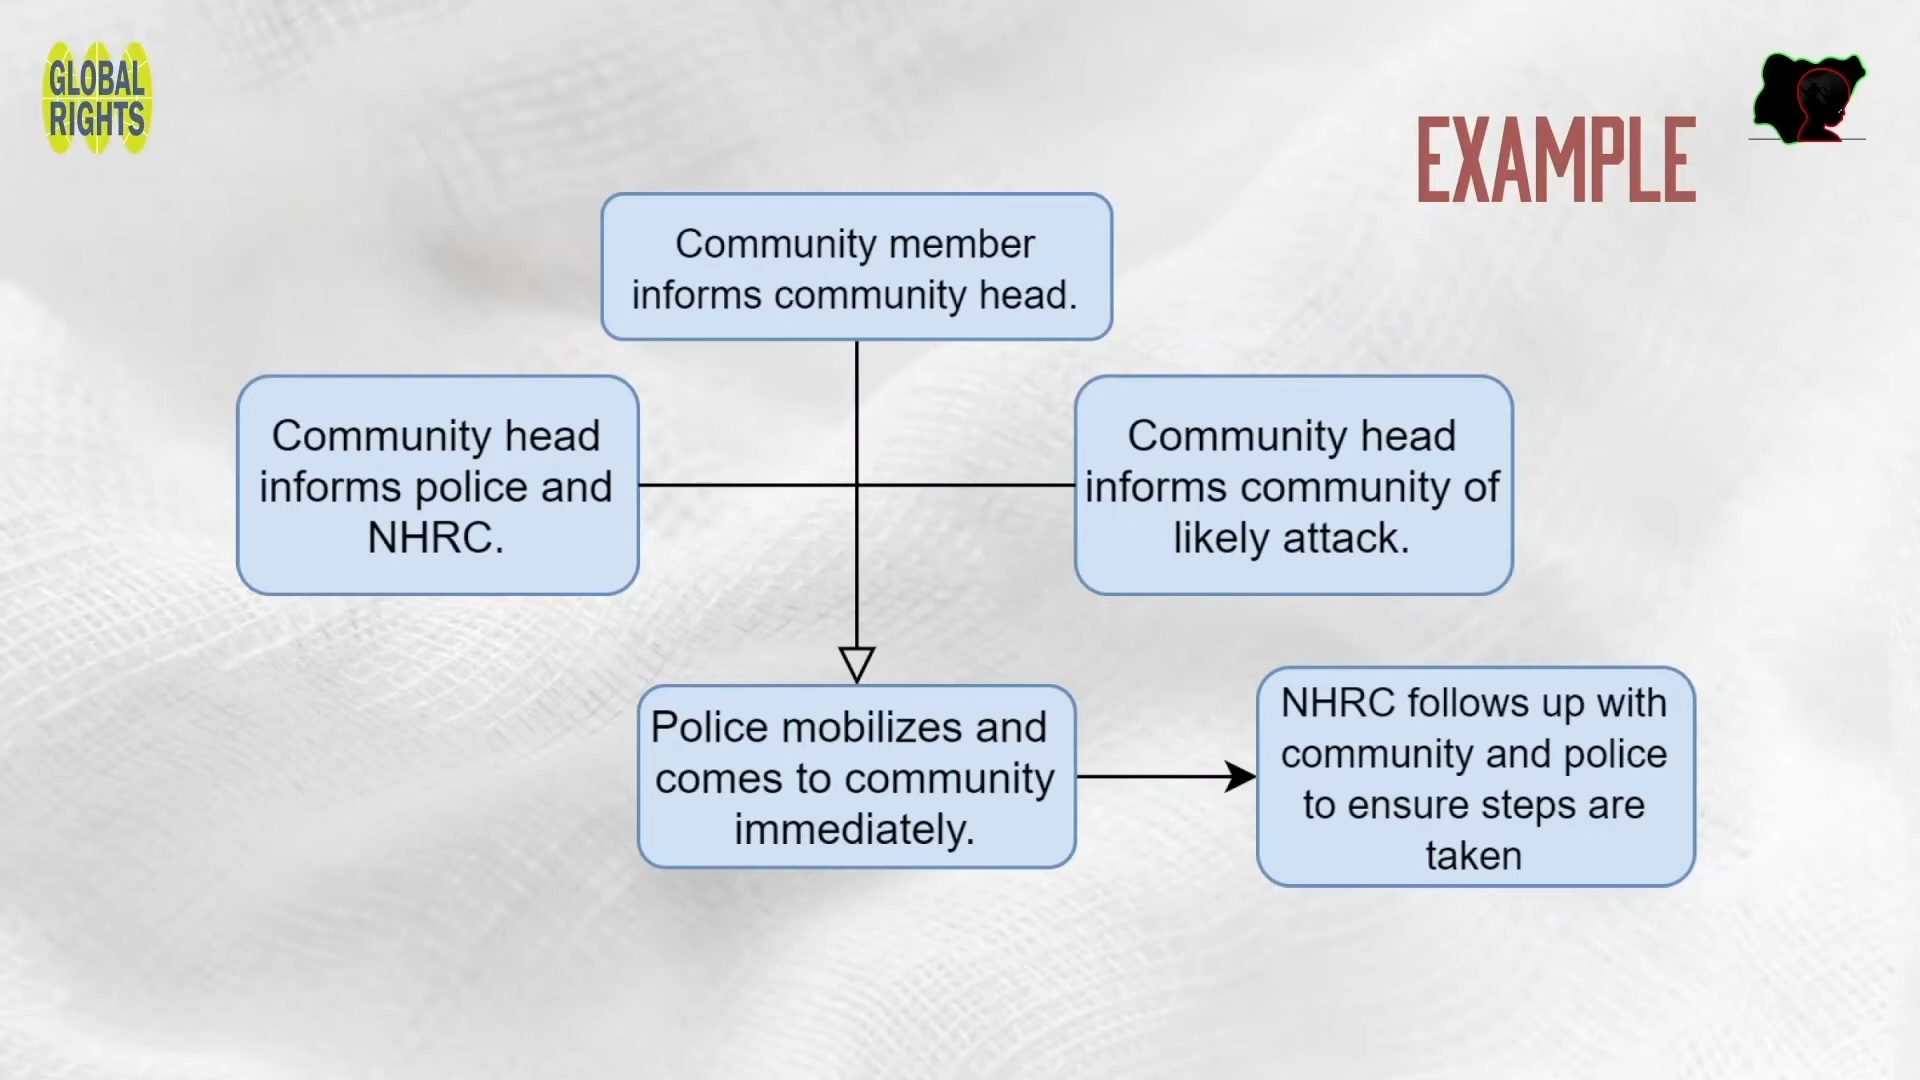 GLOBAL
RIGHTS
EXAMPLE
Community member
informs community head.
Community head
informs police and
NHRC.
Community head
informs community of
likely attack.
Police mobilizes and
comes to community
immediately.
NHRC follows up with
community and police
to ensure steps are
taken